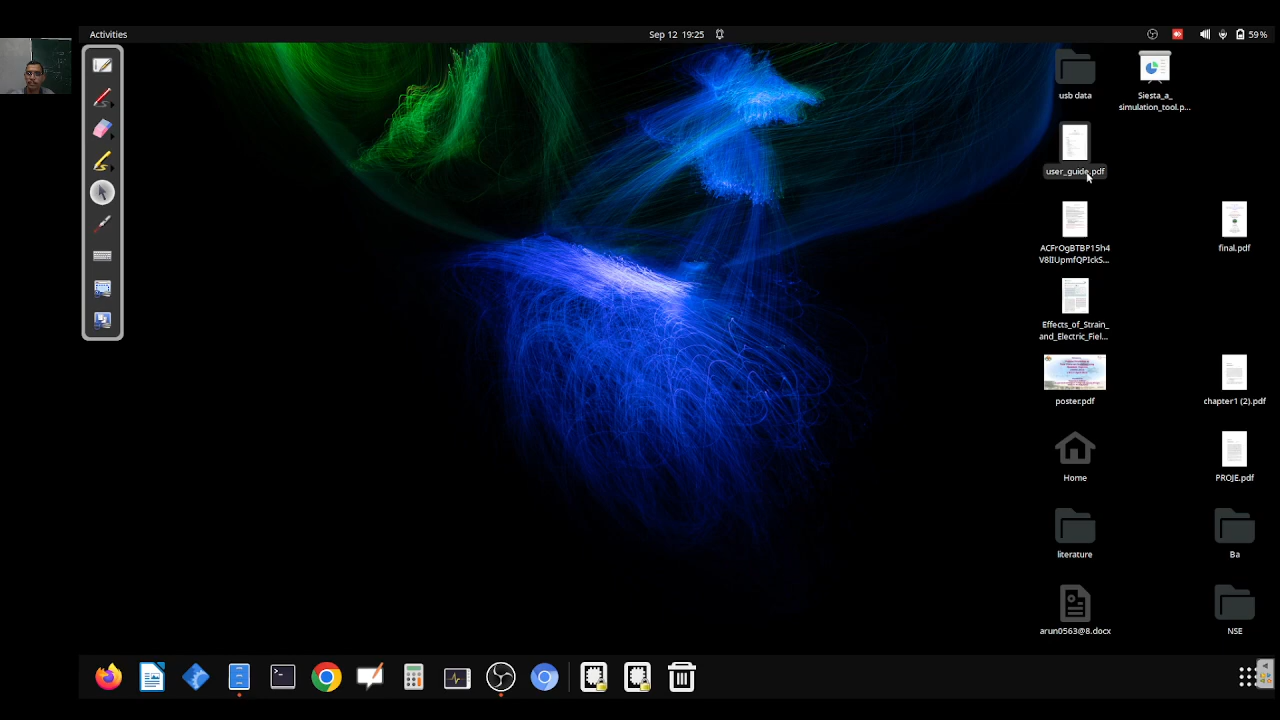 Activities
Sep 12 19:25
59%
usb data
Siesta_a_
simulation_tool.p...
user_guide.pdf
ACFrOgBTBP15h4
V8lIUpmfQPIckS...
final.pdf
Effects_of_Strain_
and_Electric_Fiel...
poster.pdf
chapter1 (2).pdf
Home
PROJE.pdf
literature
Ba
arun0563@8.docx
NSE